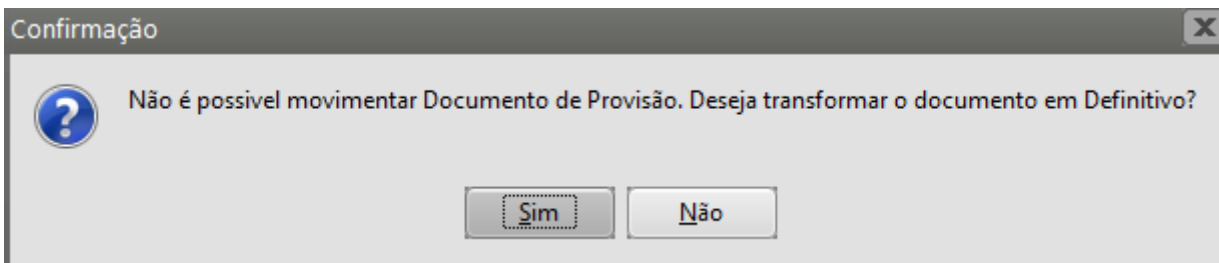 Confirmação
Não é possivel movimentar Documento de Provisão. Deseja transformar o documento em Definitivo?
Sim
Não